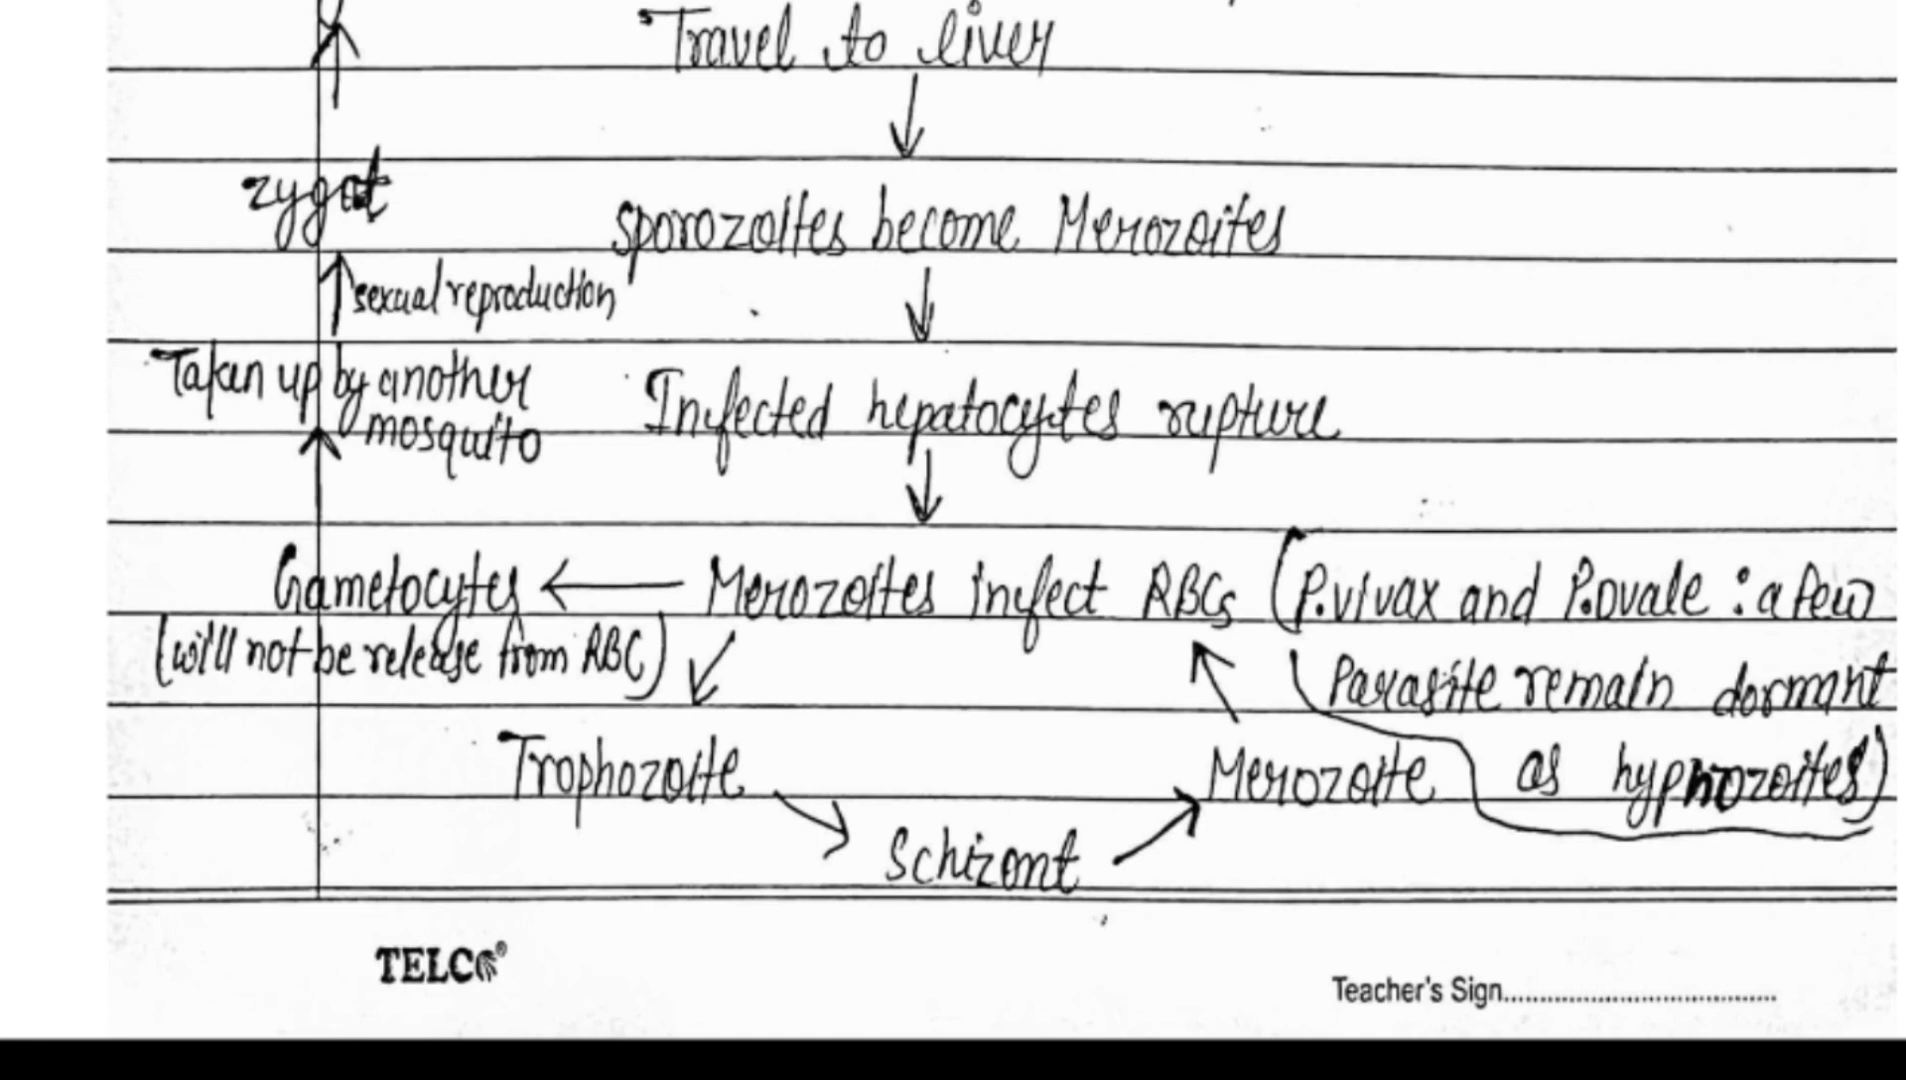 Travel to liver
zygot
sporozoites become Merozoites
sexual reproduction
Taken up by another
mosquito
Infected hepatocytes rupture
Gametocytes ← Merozoites infect RBCs (P.vivax and P.ovale : a few
(will not be release from RBC)
Parasite remain dormant
Trophozoite
Merozoite
as hypnozoites)
Schizont
TELCO®
Teacher's Sign....................................